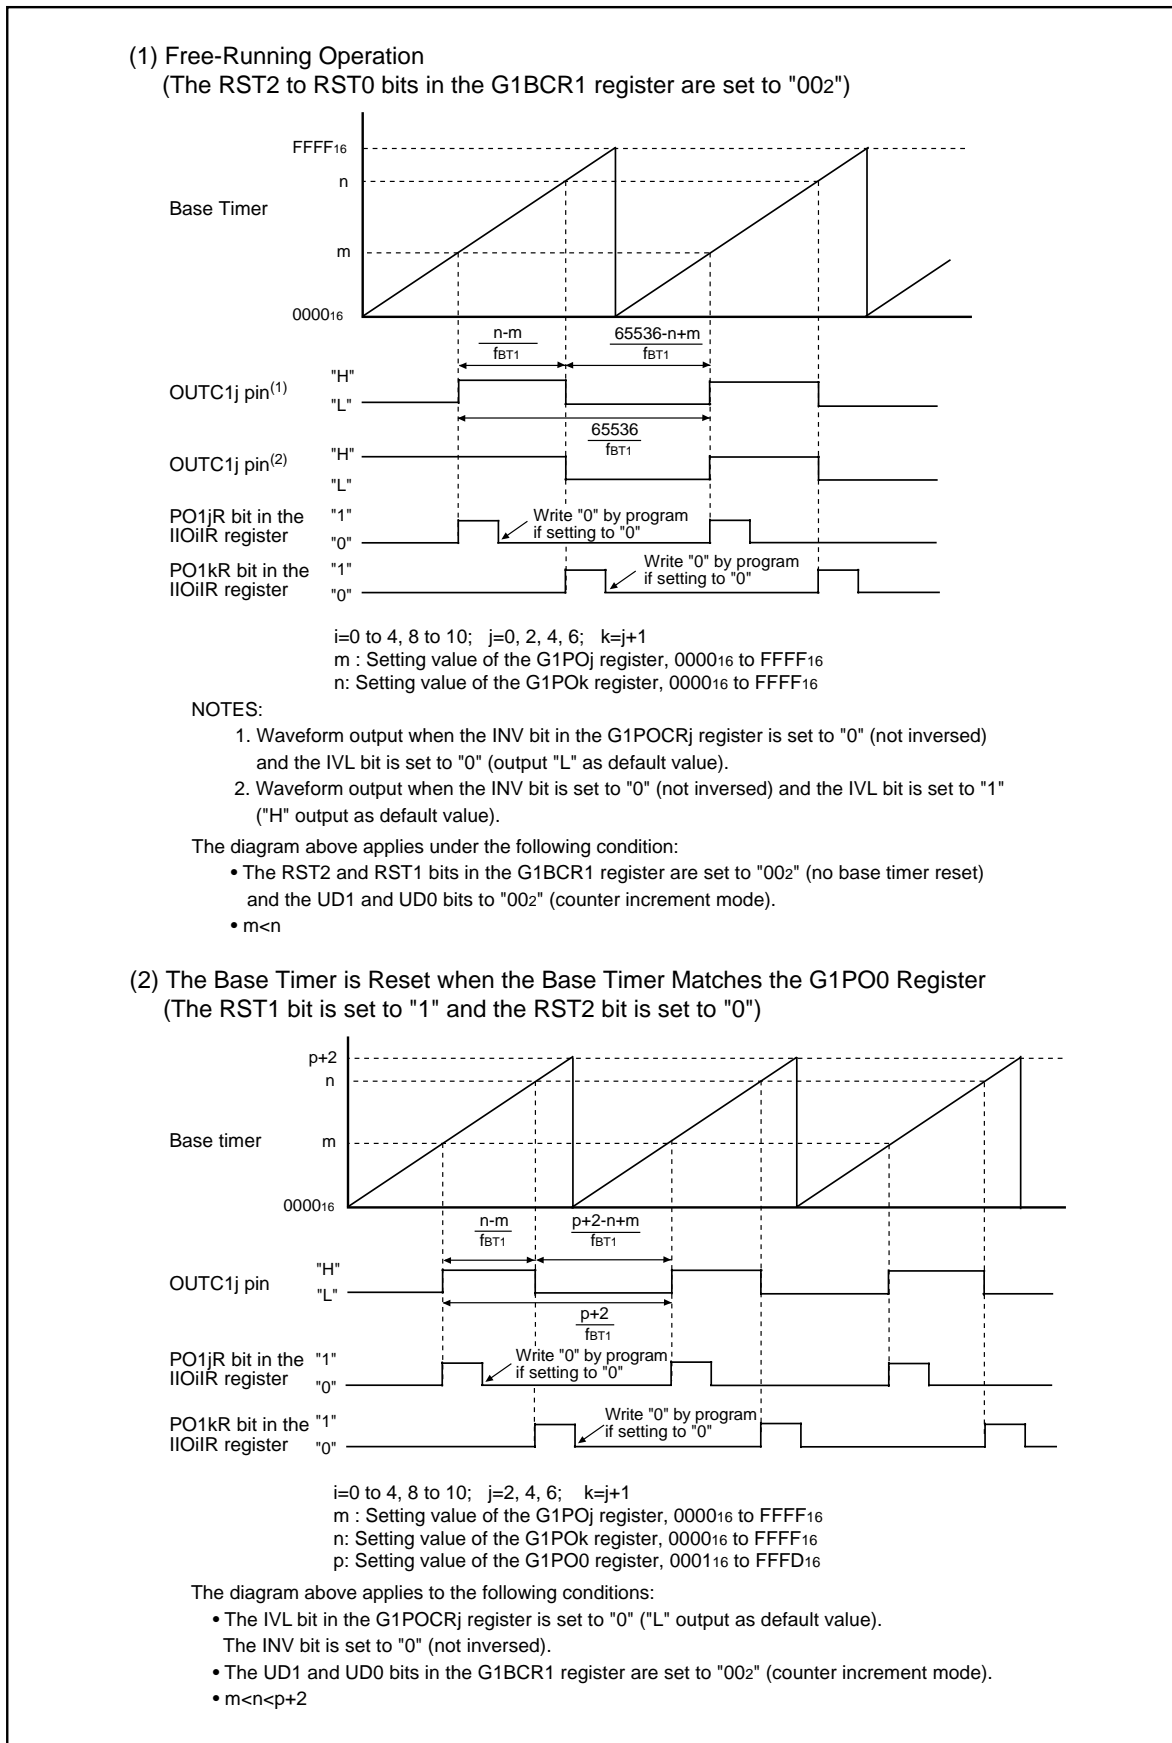 (1) Free-Running Operation
(The RST2 to RST0 bits in the G1BCR1 register are set to "002")
FFFF16
n
Base Timer
m
000016
n-m
fBT1
65536-n+m
fBT1
OUTC1j pin(1)
"H"
"L"
65536
fBT1
OUTC1j pin(2)
"H"
"L"
PO1jR bit in the
IIOiIR register
"1"
"0"
Write "0" by program
if setting to "0"
PO1kR bit in the
IIOiIR register
"1"
"0"
Write "0" by program
if setting to "0"
i=0 to 4, 8 to 10; j=0, 2, 4, 6; k=j+1
m : Setting value of the G1POj register, 000016 to FFFF16
n: Setting value of the G1POk register, 000016 to FFFF16
NOTES:
1. Waveform output when the INV bit in the G1POCRj register is set to "0" (not inversed)
and the IVL bit is set to "0" (output "L" as default value).
2. Waveform output when the INV bit is set to "0" (not inversed) and the IVL bit is set to "1"
("H" output as default value).
The diagram above applies under the following condition:
• The RST2 and RST1 bits in the G1BCR1 register are set to "002" (no base timer reset)
and the UD1 and UD0 bits to "002" (counter increment mode).
• m<n
(2) The Base Timer is Reset when the Base Timer Matches the G1PO0 Register
(The RST1 bit is set to "1" and the RST2 bit is set to "0")
p+2
n
Base timer
m
000016
n-m
fBT1
p+2-n+m
fBT1
OUTC1j pin
"H"
"L"
p+2
fBT1
PO1jR bit in the
IIOiIR register
"1"
"0"
Write "0" by program
if setting to "0"
PO1kR bit in the
IIOiIR register
"1"
"0"
Write "0" by program
if setting to "0"
i=0 to 4, 8 to 10; j=2, 4, 6; k=j+1
m : Setting value of the G1POj register, 000016 to FFFF16
n: Setting value of the G1POk register, 000016 to FFFF16
p: Setting value of the G1PO0 register, 000116 to FFFD16
The diagram above applies to the following conditions:
• The IVL bit in the G1POCRj register is set to "0" ("L" output as default value).
The INV bit is set to "0" (not inversed).
• The UD1 and UD0 bits in the G1BCR1 register are set to "002" (counter increment mode).
• m<n<p+2